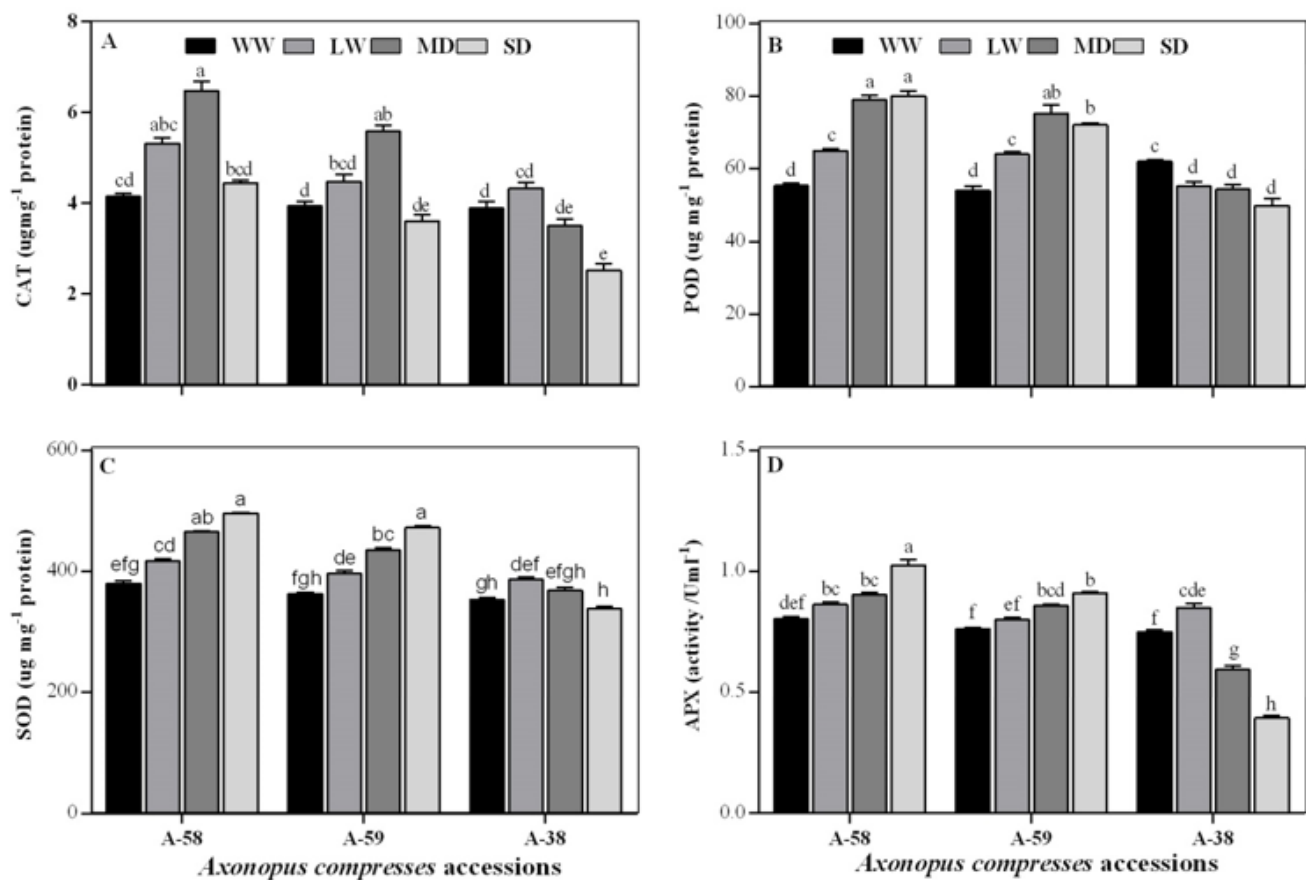 A
WW LW MD SD
CAT (ugmg⁻¹ protein)
8
6
4
2
0
cd abc a bcd
d bcd ab de
d cd de e
B
WW LW MD SD
POD (ug mg⁻¹ protein)
100
80
60
40
20
0
d c a a
d c ab b
c d d d
C
SOD (ug mg⁻¹ protein)
600
400
200
0
efg cd ab a
fgh de bc a
gh def efgh h
A-58 A-59 A-38
Axonopus compresses accessions
D
APX (activity /Uml⁻¹)
1.5
1.0
0.5
0.0
def bc bc a
f ef bcd b
f cde g h
A-58 A-59 A-38
Axonopus compresses accessions